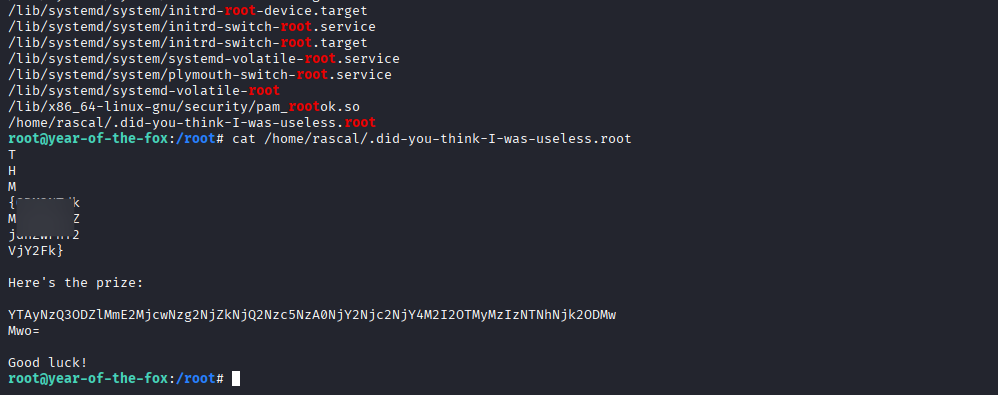 /lib/systemd/system/initrd-root-device.target
/lib/systemd/system/initrd-switch-root.service
/lib/systemd/system/initrd-switch-root.target
/lib/systemd/system/systemd-volatile-root.service
/lib/systemd/system/plymouth-switch-root.service
/lib/systemd/systemd-volatile-root
/lib/x86_64-linux-gnu/security/pam_rootok.so
/home/rascal/.did-you-think-I-was-useless.root
root@year-of-the-fox:/root# cat /home/rascal/.did-you-think-I-was-useless.root
T
H
M
{
M
VjY2Fk}
Here's the prize:
YTAyNzQ3ODZlMmE2MjcwNzg2NjZkNjQ2Nzc5NzA0NjY2Njc2NjY4M2I2OTMyMzIzNTNhNjk2ODMw
Mwo=
Good luck!
root@year-of-the-fox:/root#